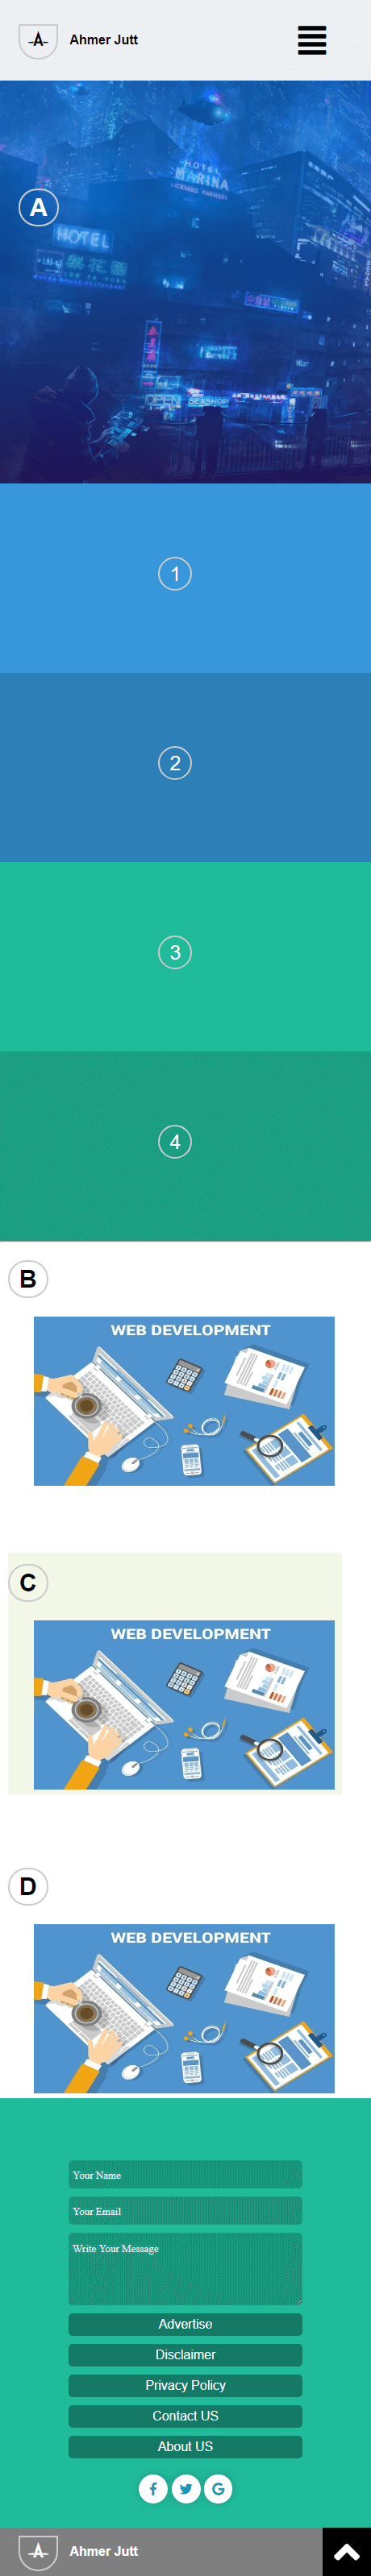 A Ahmer Jutt
HOTEL
MARINA
A
HOTEL
OPEN SEXSHOP
1
2
3
4
B
WEB DEVELOPMENT
C
WEB DEVELOPMENT
D
WEB DEVELOPMENT
Your Name
Your Email
Write Your Message
Advertise
Disclaimer
Privacy Policy
Contact US
About US
f G
A Ahmer Jutt